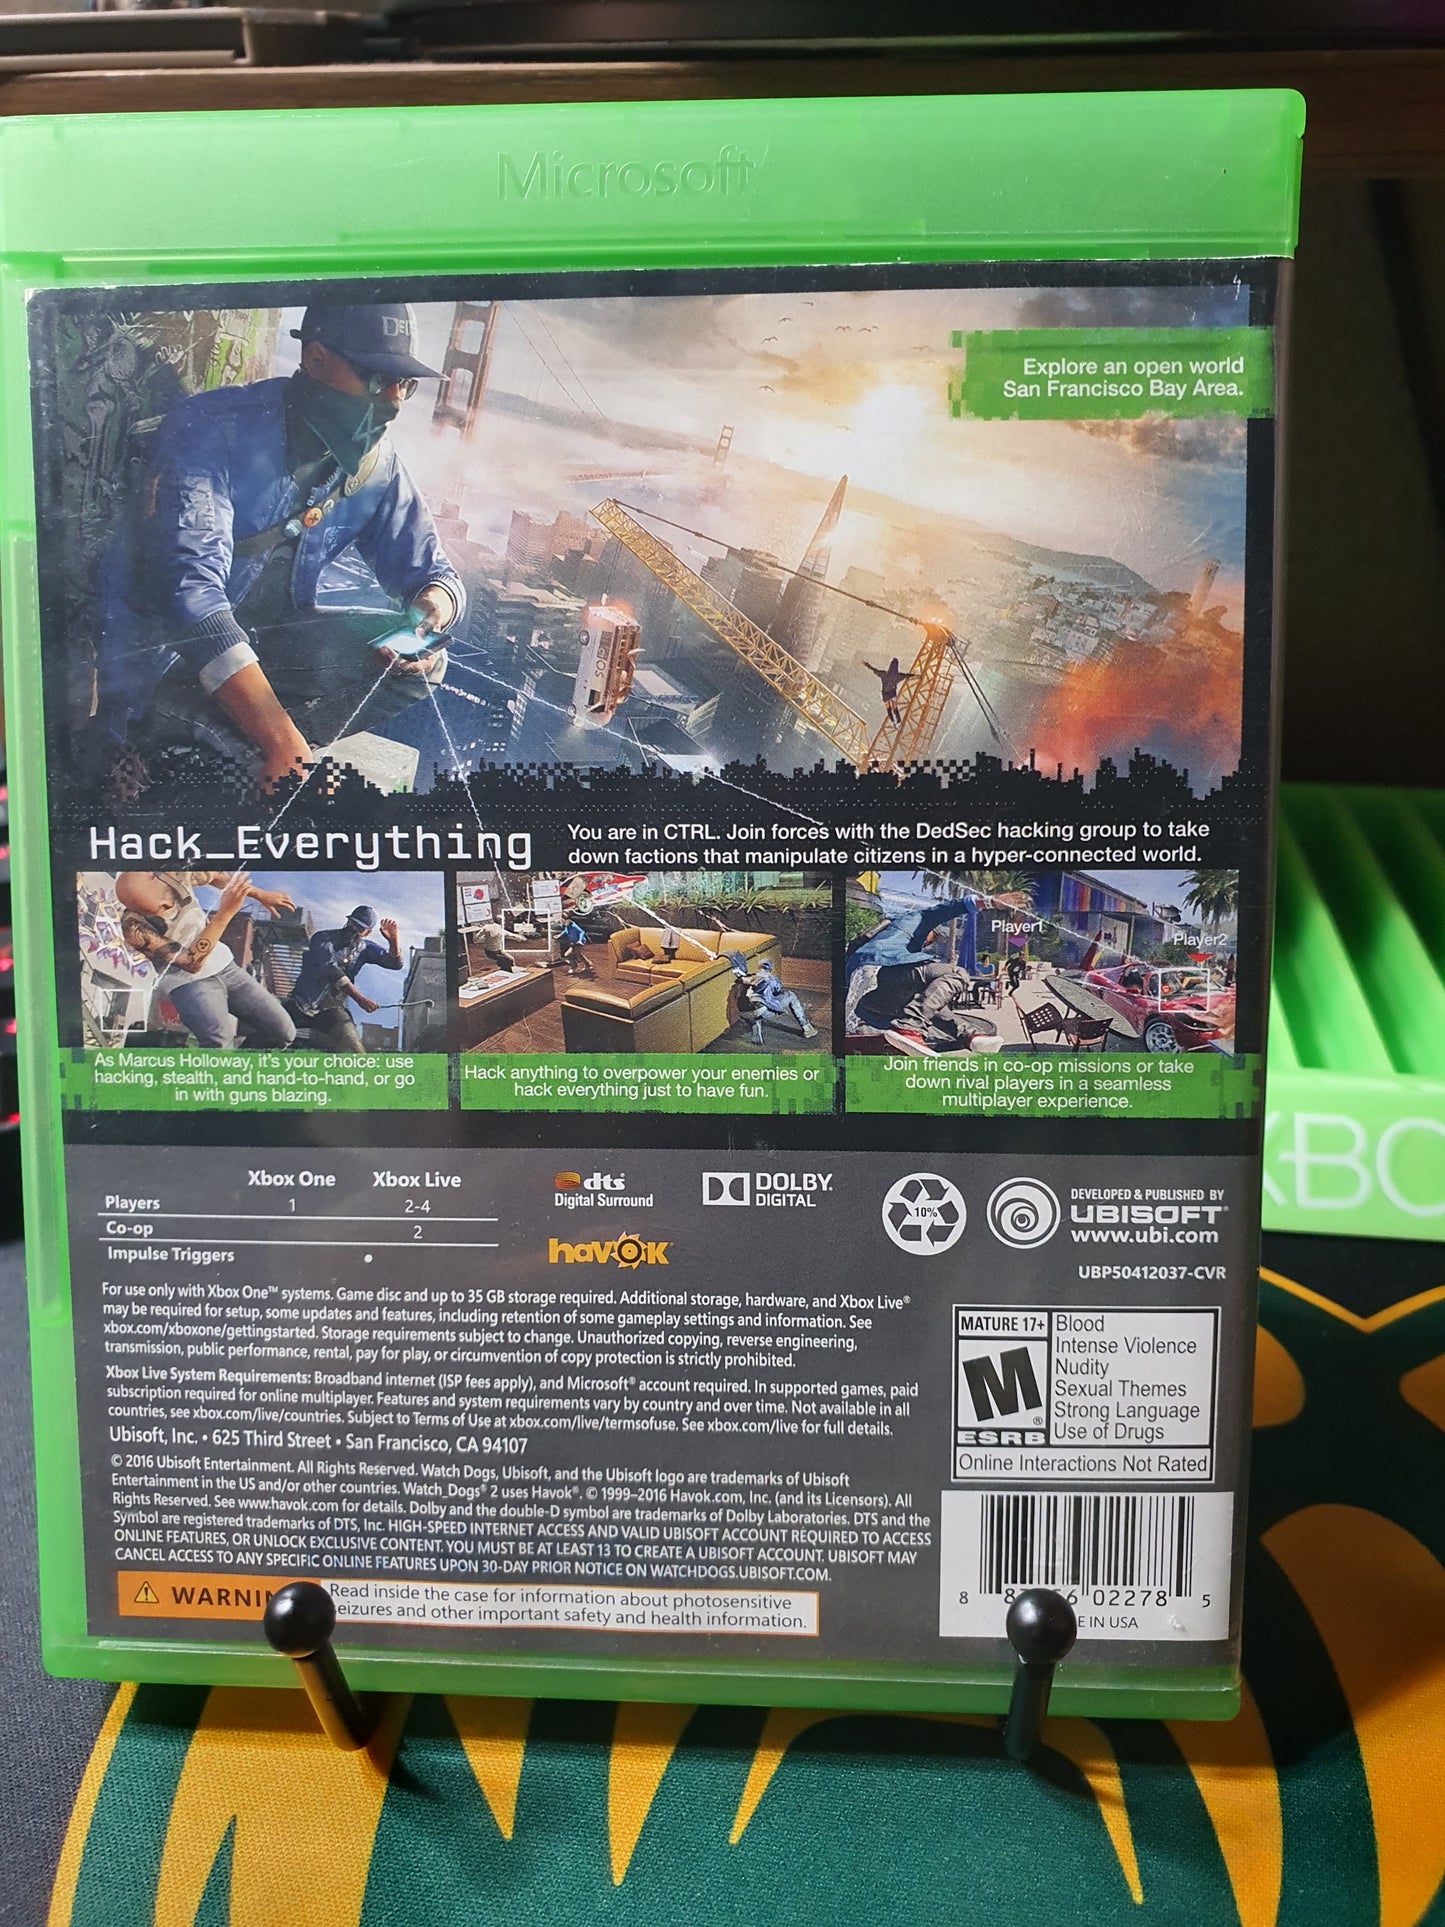 Microsoft
Explore an open world
San Francisco Bay Area.
Hack_Everything
You are in CTRL. Join forces with the DedSec hacking group to take
down factions that manipulate citizens in a hyper-connected world.
Player1
Player2
As Marcus Holloway, it's your choice: use
hacking, stealth, and hand-to-hand, or go
in with guns blazing.
Hack anything to overpower your enemies or
hack everything just to have fun.
Join friends in co-op missions or take
down rival players in a seamless
multiplayer experience.
Xbox One Xbox Live
Players 1 2-4
Co-op 2
Impulse Triggers •
dts
Digital Surround
DOLBY
DIGITAL
havok
10%
DEVELOPED & PUBLISHED BY
UBISOFT
www.ubi.com
UBP50412037-CVR
For use only with Xbox One™ systems. Game disc and up to 35 GB storage required. Additional storage, hardware, and Xbox Live®
may be required for setup, some updates and features, including retention of some gameplay settings and information. See
xbox.com/xboxone/gettingstarted. Storage requirements subject to change. Unauthorized copying, reverse engineering,
transmission, public performance, rental, pay for play, or circumvention of copy protection is strictly prohibited.
Xbox Live System Requirements: Broadband internet (ISP fees apply), and Microsoft® account required. In supported games, paid
subscription required for online multiplayer. Features and system requirements vary by country and over time. Not available in all
countries, see xbox.com/live/countries. Subject to Terms of Use at xbox.com/live/termsofuse. See xbox.com/live for full details.
Ubisoft, Inc. • 625 Third Street • San Francisco, CA 94107
© 2016 Ubisoft Entertainment. All Rights Reserved. Watch Dogs, Ubisoft, and the Ubisoft logo are trademarks of Ubisoft
Entertainment in the US and/or other countries. Watch_Dogs® 2 uses Havok®. © 1999–2016 Havok.com, Inc. (and its Licensors). All
Rights Reserved. See www.havok.com for details. Dolby and the double-D symbol are trademarks of Dolby Laboratories. DTS and the
Symbol are registered trademarks of DTS, Inc. HIGH-SPEED INTERNET ACCESS AND VALID UBISOFT ACCOUNT REQUIRED TO ACCESS
ONLINE FEATURES, OR UNLOCK EXCLUSIVE CONTENT. YOU MUST BE AT LEAST 13 TO CREATE A UBISOFT ACCOUNT. UBISOFT MAY
CANCEL ACCESS TO ANY SPECIFIC ONLINE FEATURES UPON 30-DAY PRIOR NOTICE ON WATCHDOGS.UBISOFT.COM.
Read inside the case for information about photosensitive
and other important safety and health information.
MATURE 17+
M
ESRB
Blood
Intense Violence
Nudity
Sexual Themes
Strong Language
Use of Drugs
Online Interactions Not Rated
8 6 02278 5
IN USA